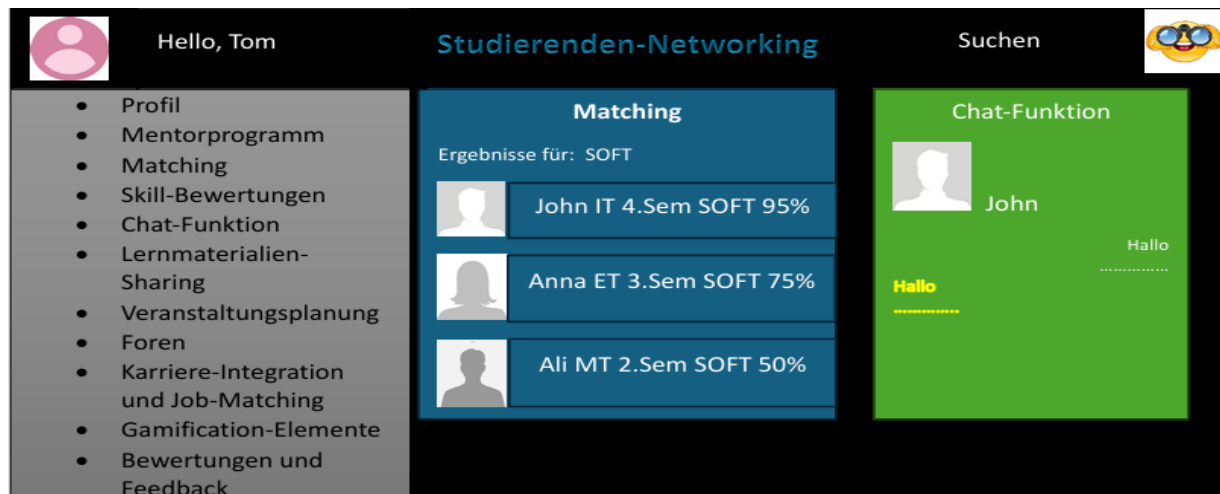 Hello, Tom
Studierenden-Networking
Suchen
• Profil
• Mentorprogramm
• Matching
• Skill-Bewertungen
• Chat-Funktion
• Lernmaterialien-
Sharing
• Veranstaltungsplanung
• Foren
• Karriere-Integration
und Job-Matching
• Gamification-Elemente
• Bewertungen und
Feedback
Matching
Ergebnisse für: SOFT
John IT 4.Sem SOFT 95%
Anna ET 3.Sem SOFT 75%
Ali MT 2.Sem SOFT 50%
Chat-Funktion
John
Hallo
...............
Hallo
..............